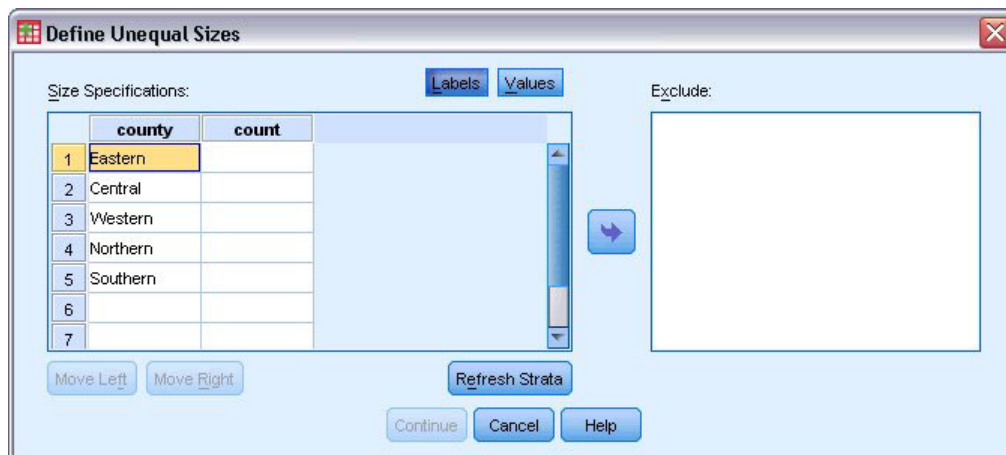 Define Unequal Sizes
Size Specifications:
Labels
Values
Exclude:
county count
1 Eastern
2 Central
3 Western
4 Northern
5 Southern
6
7
Move Left
Move Right
Refresh Strata
Continue
Cancel
Help